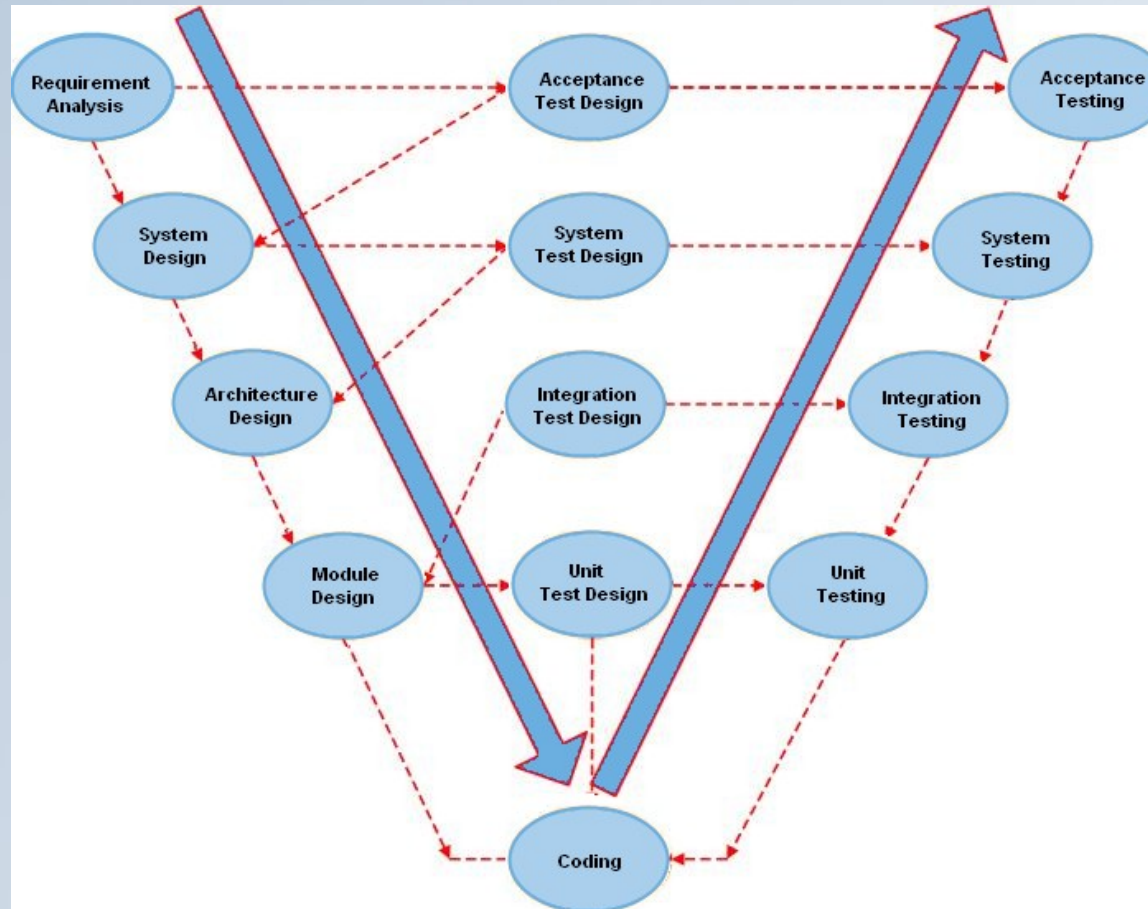 Requirement
Analysis
Acceptance
Test Design
Acceptance
Testing
System
Design
System
Test Design
System
Testing
Architecture
Design
Integration
Test Design
Integration
Testing
Module
Design
Unit
Test Design
Unit
Testing
Coding